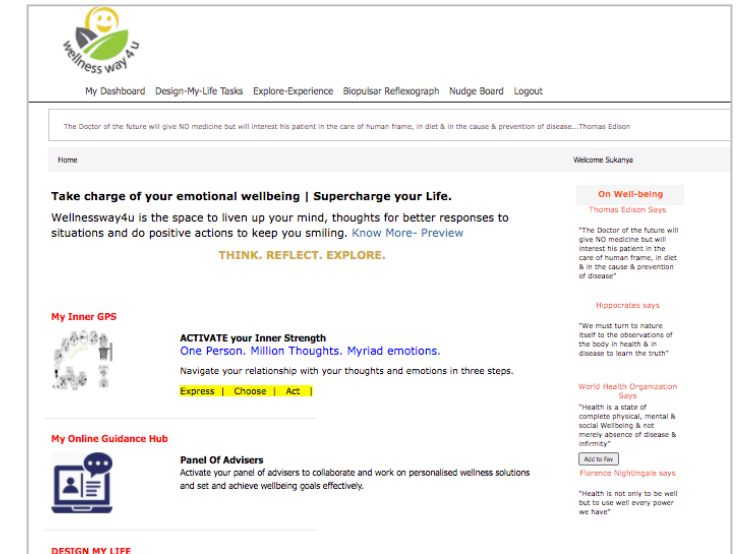 wellness way 4 u
My Dashboard Design-My-Life Tasks Explore-Experience Biopulsar Reflexograph Nudge Board Logout
The Doctor of the future will give NO medicine but will interest his patient in the care of human frame, in diet & in the cause & prevention of disease...Thomas Edison
Home
Welcome Sukanya
Take charge of your emotional wellbeing | Supercharge your Life.
Wellnessway4u is the space to liven up your mind, thoughts for better responses to
situations and do positive actions to keep you smiling. Know More- Preview
THINK. REFLECT. EXPLORE.
My Inner GPS
ACTIVATE your Inner Strength
One Person. Million Thoughts. Myriad emotions.
Navigate your relationship with your thoughts and emotions in three steps.
Express | Choose | Act |
My Online Guidance Hub
Panel Of Advisers
Activate your panel of advisers to collaborate and work on personalised wellness solutions
and set and achieve wellbeing goals effectively.
DESIGN MY LIFE
On Well-being
Thomas Edison Says
"The Doctor of the future will
give NO medicine but will
interest his patient in the
care of human frame, in diet
& in the cause & prevention
of disease"
Hippocrates says
"We must turn to nature
itself to the observations of
the body in health & in
disease to learn the truth"
World Health Organization
Says
"Health is a state of
complete physical, mental &
social Wellbeing & not
merely absence of disease &
infirmity"
Add to Fav
Florence Nightingale says
"Health is not only to be well
but to use well every power
we have"